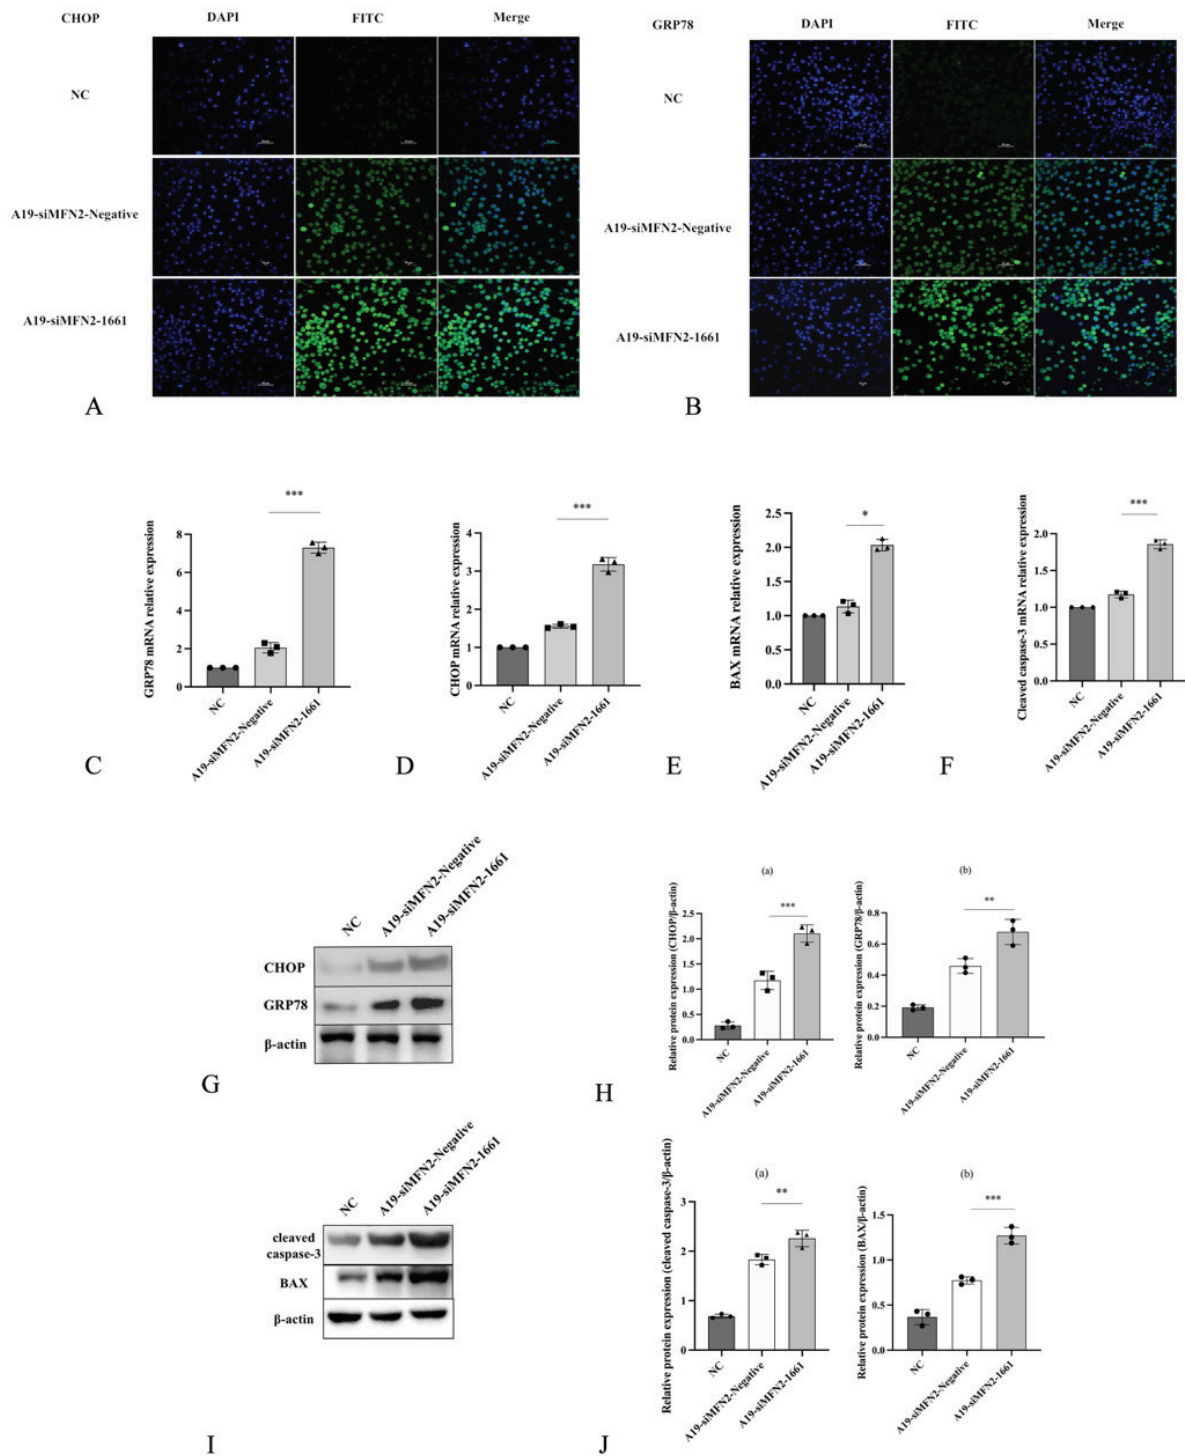 CHOP DAPI FITC Merge
NC
A19-siMFN2-Negative
A19-siMFN2-1661
A
GRP78 DAPI FITC Merge
NC
A19-siMFN2-Negative
A19-siMFN2-1661
B
GRP78 mRNA relative expression
8
6
4
2
0
***
NC
A19-siMFN2-Negative
A19-siMFN2-1661
C
CHOP mRNA relative expression
4
3
2
1
0
***
NC
A19-siMFN2-Negative
A19-siMFN2-1661
D
BAX mRNA relative expression
2.5
2.0
1.5
1.0
0.5
0.0
*
NC
A19-siMFN2-Negative
A19-siMFN2-1661
E
Cleaved caspase-3 mRNA relative expression
2.0
1.5
1.0
0.5
0.0
***
NC
A19-siMFN2-Negative
A19-siMFN2-1661
F
NC
A19-siMFN2-Negative
A19-siMFN2-1661
CHOP
GRP78
β-actin
G
(a)
Relative protein expression (CHOP/β-actin)
2.5
2.0
1.5
1.0
0.5
0.0
***
NC
A19-siMFN2-Negative
A19-siMFN2-1661
(b)
Relative protein expression (GRP78/β-actin)
0.8
0.6
0.4
0.2
0.0
**
NC
A19-siMFN2-Negative
A19-siMFN2-1661
H
NC
A19-siMFN2-Negative
A19-siMFN2-1661
cleaved
caspase-3
BAX
β-actin
I
(a)
Relative protein expression (cleaved caspase-3/β-actin)
3
2
1
0
**
NC
A19-siMFN2-Negative
A19-siMFN2-1661
(b)
Relative protein expression (BAX/β-actin)
1.5
1.0
0.5
0.0
***
NC
A19-siMFN2-Negative
A19-siMFN2-1661
J